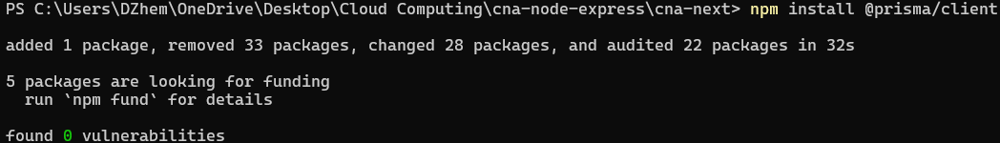 PS C:\Users\DZhem\OneDrive\Desktop\Cloud Computing\cna-node-express\cna-next> npm install @prisma/client
added 1 package, removed 33 packages, changed 28 packages, and audited 22 packages in 32s
5 packages are looking for funding
  run `npm fund` for details
found 0 vulnerabilities